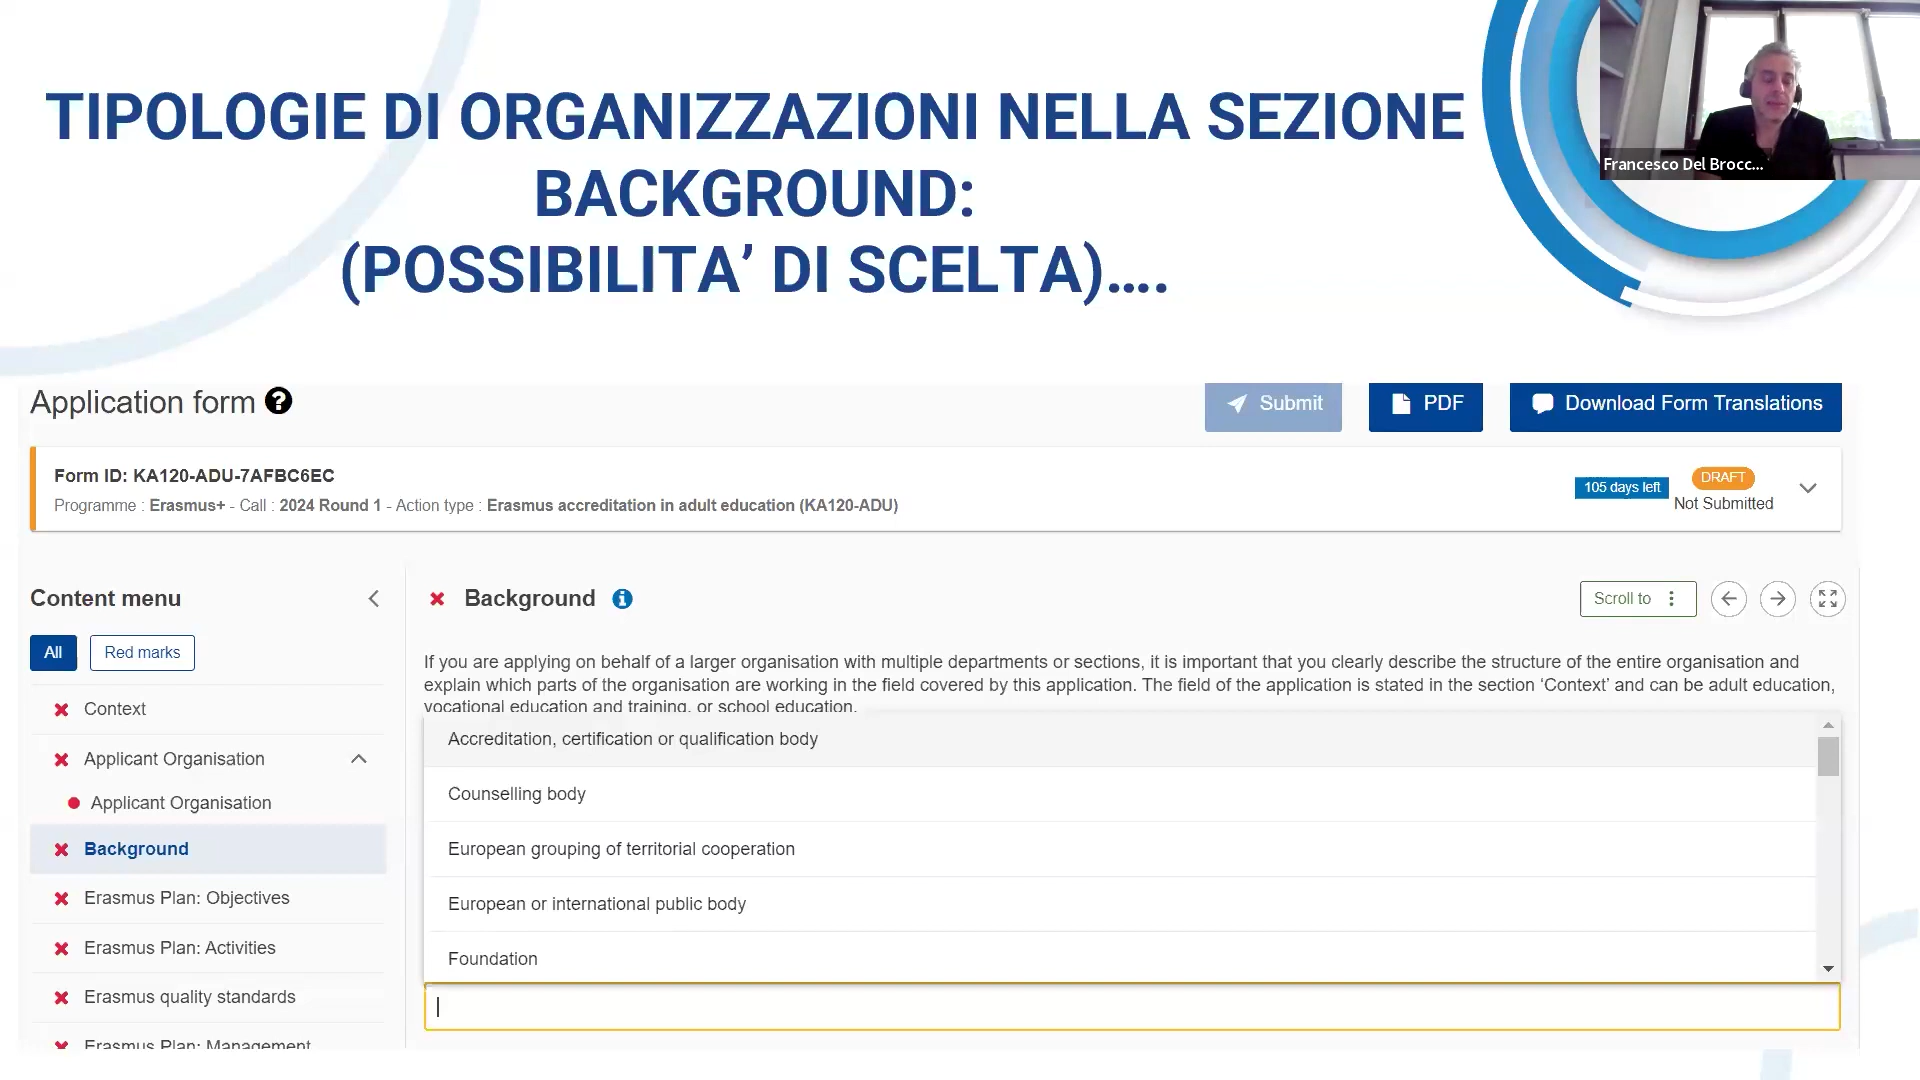 TIPOLOGIE DI ORGANIZZAZIONI NELLA SEZIONE
BACKGROUND:
(POSSIBILITA’ DI SCELTA)….
Francesco Del Brocc...
Application form
Submit
PDF
Download Form Translations
Form ID: KA120-ADU-7AFBC6EC
Programme : Erasmus+ - Call : 2024 Round 1 - Action type : Erasmus accreditation in adult education (KA120-ADU)
105 days left
DRAFT
Not Submitted
Content menu
All
Red marks
Context
Applicant Organisation
Applicant Organisation
Background
Erasmus Plan: Objectives
Erasmus Plan: Activities
Erasmus quality standards
Erasmus Plan: Management
Background
Scroll to
If you are applying on behalf of a larger organisation with multiple departments or sections, it is important that you clearly describe the structure of the entire organisation and
explain which parts of the organisation are working in the field covered by this application. The field of the application is stated in the section ‘Context’ and can be adult education,
vocational education and training, or school education.
Accreditation, certification or qualification body
Counselling body
European grouping of territorial cooperation
European or international public body
Foundation